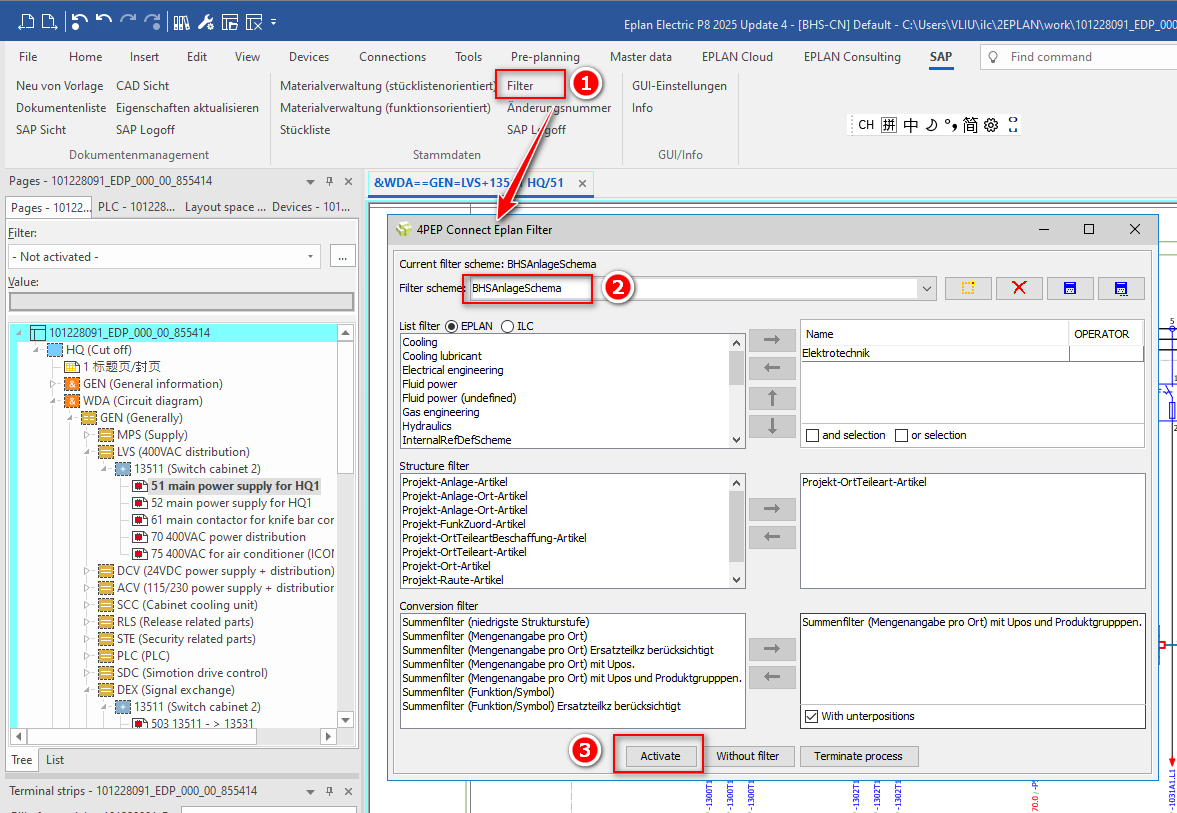 Eplan Electric P8 2025 Update 4 - [BHS-CN] Default - C:\Users\VLIU\ilc\2EPLAN\work\101228091_EDP_000
File Home Insert Edit View Devices Connections Tools Pre-planning Master data EPLAN Cloud EPLAN Consulting SAP Find command
Neu von Vorlage CAD Sicht Materialverwaltung (stücklistenorientiert) Filter 1 GUI-Einstellungen
Dokumentenliste Eigenschaften aktualisieren Materialverwaltung (funktionsorientiert) Änderungsnummer Info
SAP Sicht SAP Logoff Stückliste SAP Logoff
CH 拼 中 简
Dokumentenmanagement Stammdaten GUI/Info
Pages - 101228091_EDP_000_00_855414
Pages - 10122... PLC - 101228... Layout space ... Devices - 101...
Filter:
- Not activated -
...
Value:
101228091_EDP_000_00_855414
HQ (Cut off)
1 标题页/封页
GEN (General information)
WDA (Circuit diagram)
GEN (Generally)
MPS (Supply)
LVS (400VAC distribution)
13511 (Switch cabinet 2)
51 main power supply for HQ1
52 main power supply for HQ1
61 main contactor for knife bar cor
70 400VAC power distribution
75 400VAC for air conditioner (ICON
DCV (24VDC power supply + distribution)
ACV (115/230 power supply + distribution
SCC (Cabinet cooling unit)
RLS (Release related parts)
STE (Security related parts)
PLC (PLC)
SDC (Simotion drive control)
DEX (Signal exchange)
13511 (Switch cabinet 2)
503 13511 - > 13531
Tree List
Terminal strips - 101228091_EDP_000_00_855414
&WDA==GEN=LVS+135 HQ/51
4PEP Connect Eplan Filter
Current filter scheme: BHSAnlageSchema
Filter scheme: BHSAnlageSchema 2
List filter EPLAN ILC
Cooling
Cooling lubricant
Electrical engineering
Fluid power
Fluid power (undefined)
Gas engineering
Hydraulics
InternalRefDefScheme
Name OPERATOR
Elektrotechnik
and selection or selection
Structure filter
Projekt-Anlage-Artikel
Projekt-Anlage-Ort-Artikel
Projekt-Anlage-Ort-Artikel
Projekt-FunkZuord-Artikel
Projekt-OrtTeileartBeschaffung-Artikel
Projekt-OrtTeileart-Artikel
Projekt-Ort-Artikel
Projekt-Raute-Artikel
Projekt-OrtTeileart-Artikel
Conversion filter
Summenfilter (niedrigste Strukturstufe)
Summenfilter (Mengenangabe pro Ort)
Summenfilter (Mengenangabe pro Ort) Ersatzteilkz berücksichtigt
Summenfilter (Mengenangabe pro Ort) mit Upos.
Summenfilter (Mengenangabe pro Ort) mit Upos und Produktgrupppen.
Summenfilter (Funktion/Symbol)
Summenfilter (Funktion/Symbol) Ersatzteilkz berücksichtigt
Summenfilter (Mengenangabe pro Ort) mit Upos und Produktgrupppen.
With unterpositions
3 Activate Without filter Terminate process
-1300T1
-1300T1
-1300T1
-1302T1
-1302T1
-1302T1
-1031A1.L1
5